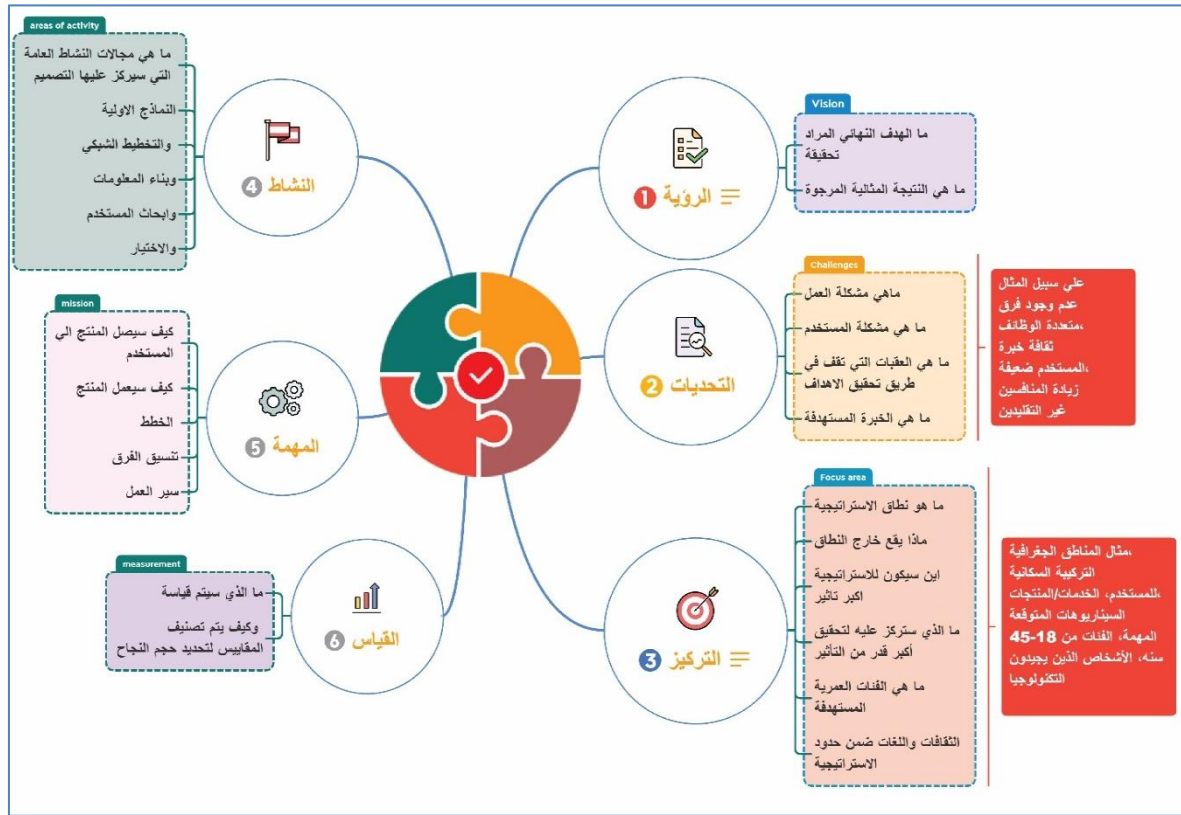 Vision
الرؤية 1
ما الهدف النهائي المراد
تحقيقة
ما هي النتيجة المثالية المرجوة
Challenges
التحديات 2
ماهي مشكلة العمل
ما هي مشكلة المستخدم
ما هي العقبات التي تقف في
طريق تحقيق الاهداف
ما هي الخبرة المستهدفة
علي سبيل المثال
عدم وجود فرق
متعددة الوظائف،
ثقافة خبرة
المستخدم ضعيفة،
زيادة المنافسين
غير التقليدين
Focus area
التركيز 3
ما هو نطاق الاستراتيجية
ماذا يقع خارج النطاق
اين سيكون للاستراتيجية
اكبر تاثير
ما الذي ستركز عليه لتحقيق
أكبر قدر من التأثير
ما هي الفئات العمرية
المستهدفة
الثقافات واللغات ضمن حدود
الاستراتيجية
مثال المناطق الجغرافية،
التركيبة السكانية
للمستخدم، الخدمات/المنتجات،
السيناريوهات المتوقعة
المهمة، الفئات من 18-45
سنه، الأشخاص الذين يجيدون
التكنولوجيا
areas of activity
النشاط 4
ما هي مجالات النشاط العامة
التي سيركز عليها التصميم
النماذج الاولية
والتخطيط الشبكي
وبناء المعلومات
وابحاث المستخدم
والاختيار
mission
المهمة 5
كيف سيصل المنتج الي
المستخدم
كيف سيعمل المنتج
الخطط
تنسيق الفرق
سير العمل
measurement
القياس 6
ما الذي سيتم قياسة
وكيف يتم تصنيف
المقاييس لتحديد حجم النجاح